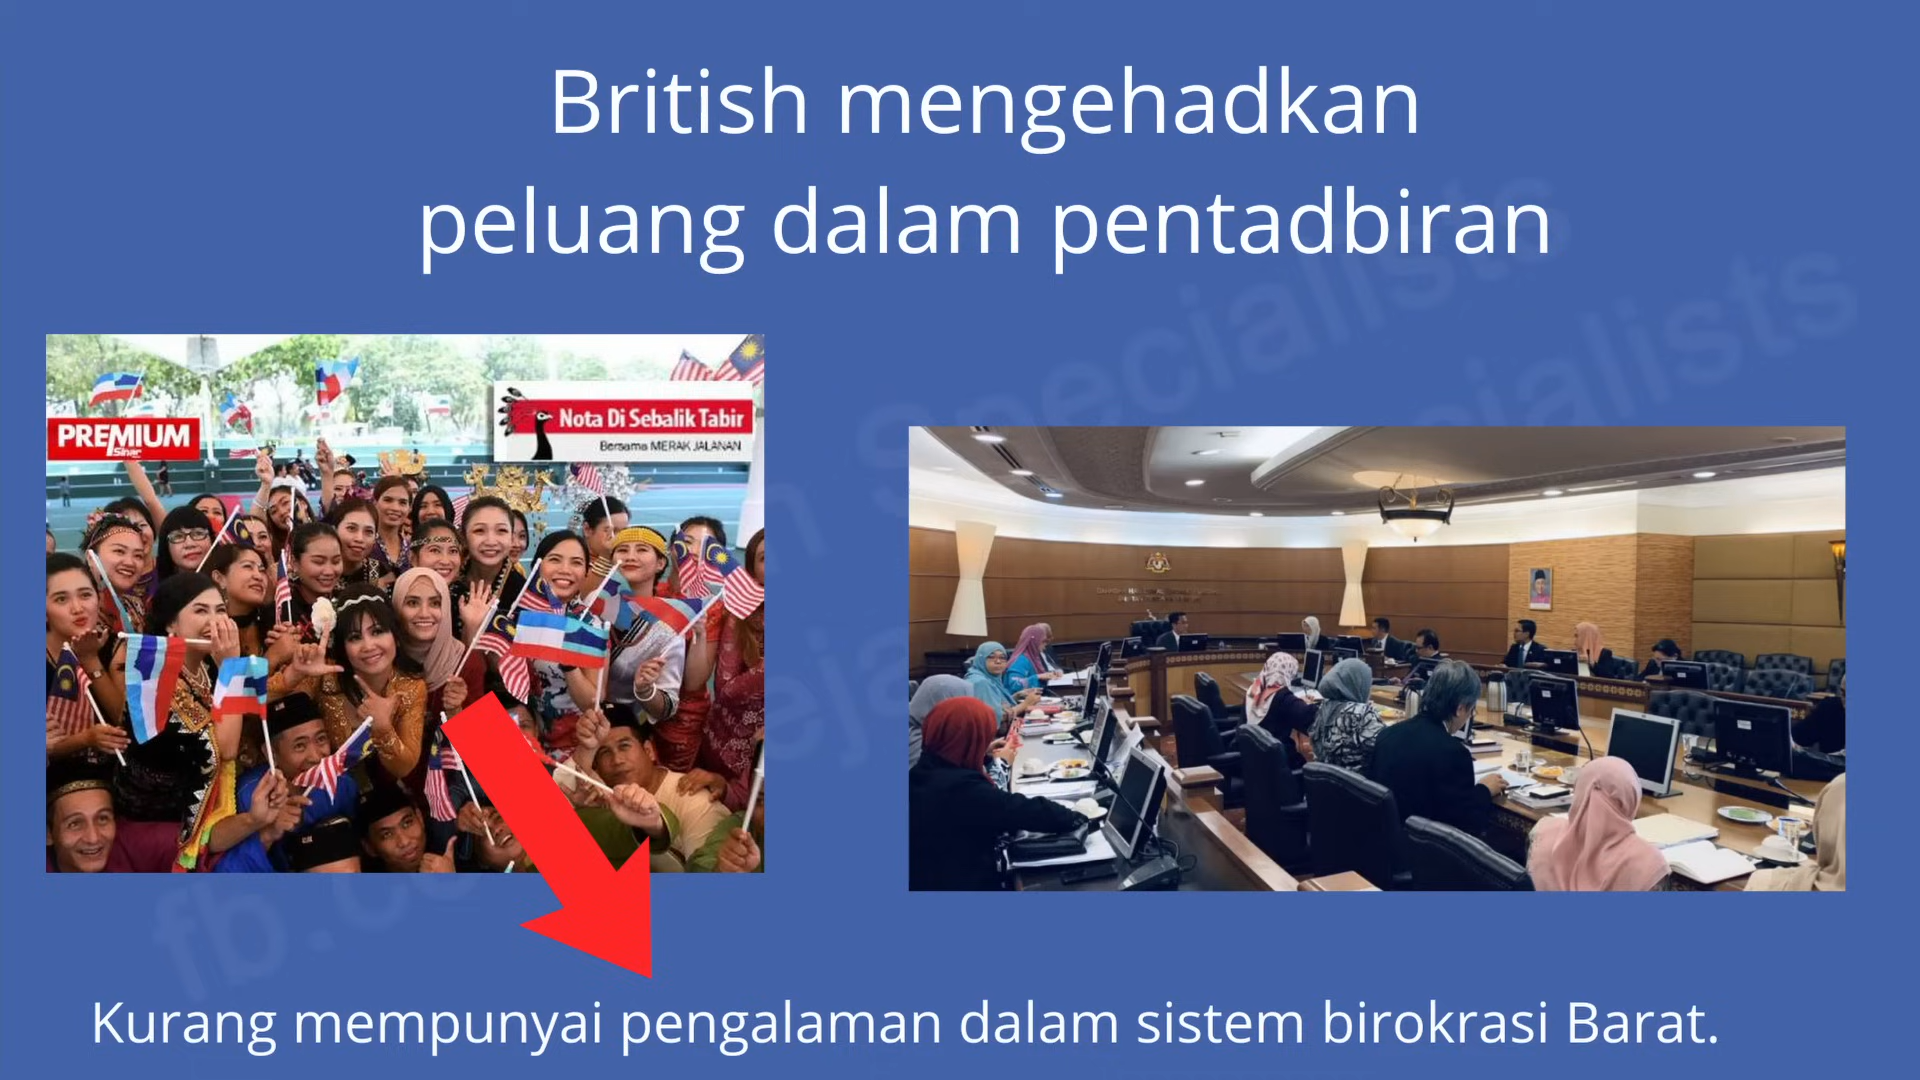 British mengehadkan
peluang dalam pentadbiran
PREMIUM
Sinar
Nota Di Sebalik Tabir
Bersama MERAK JALANAN
Kurang mempunyai pengalaman dalam sistem birokrasi Barat.